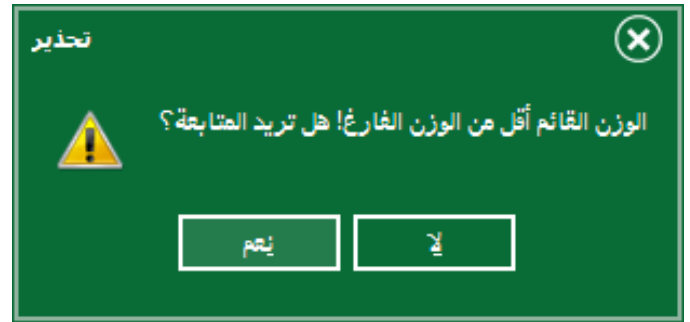 تحذير
الوزن القائم أقل من الوزن الفارغ! هل تريد المتابعة؟
نعم
لا